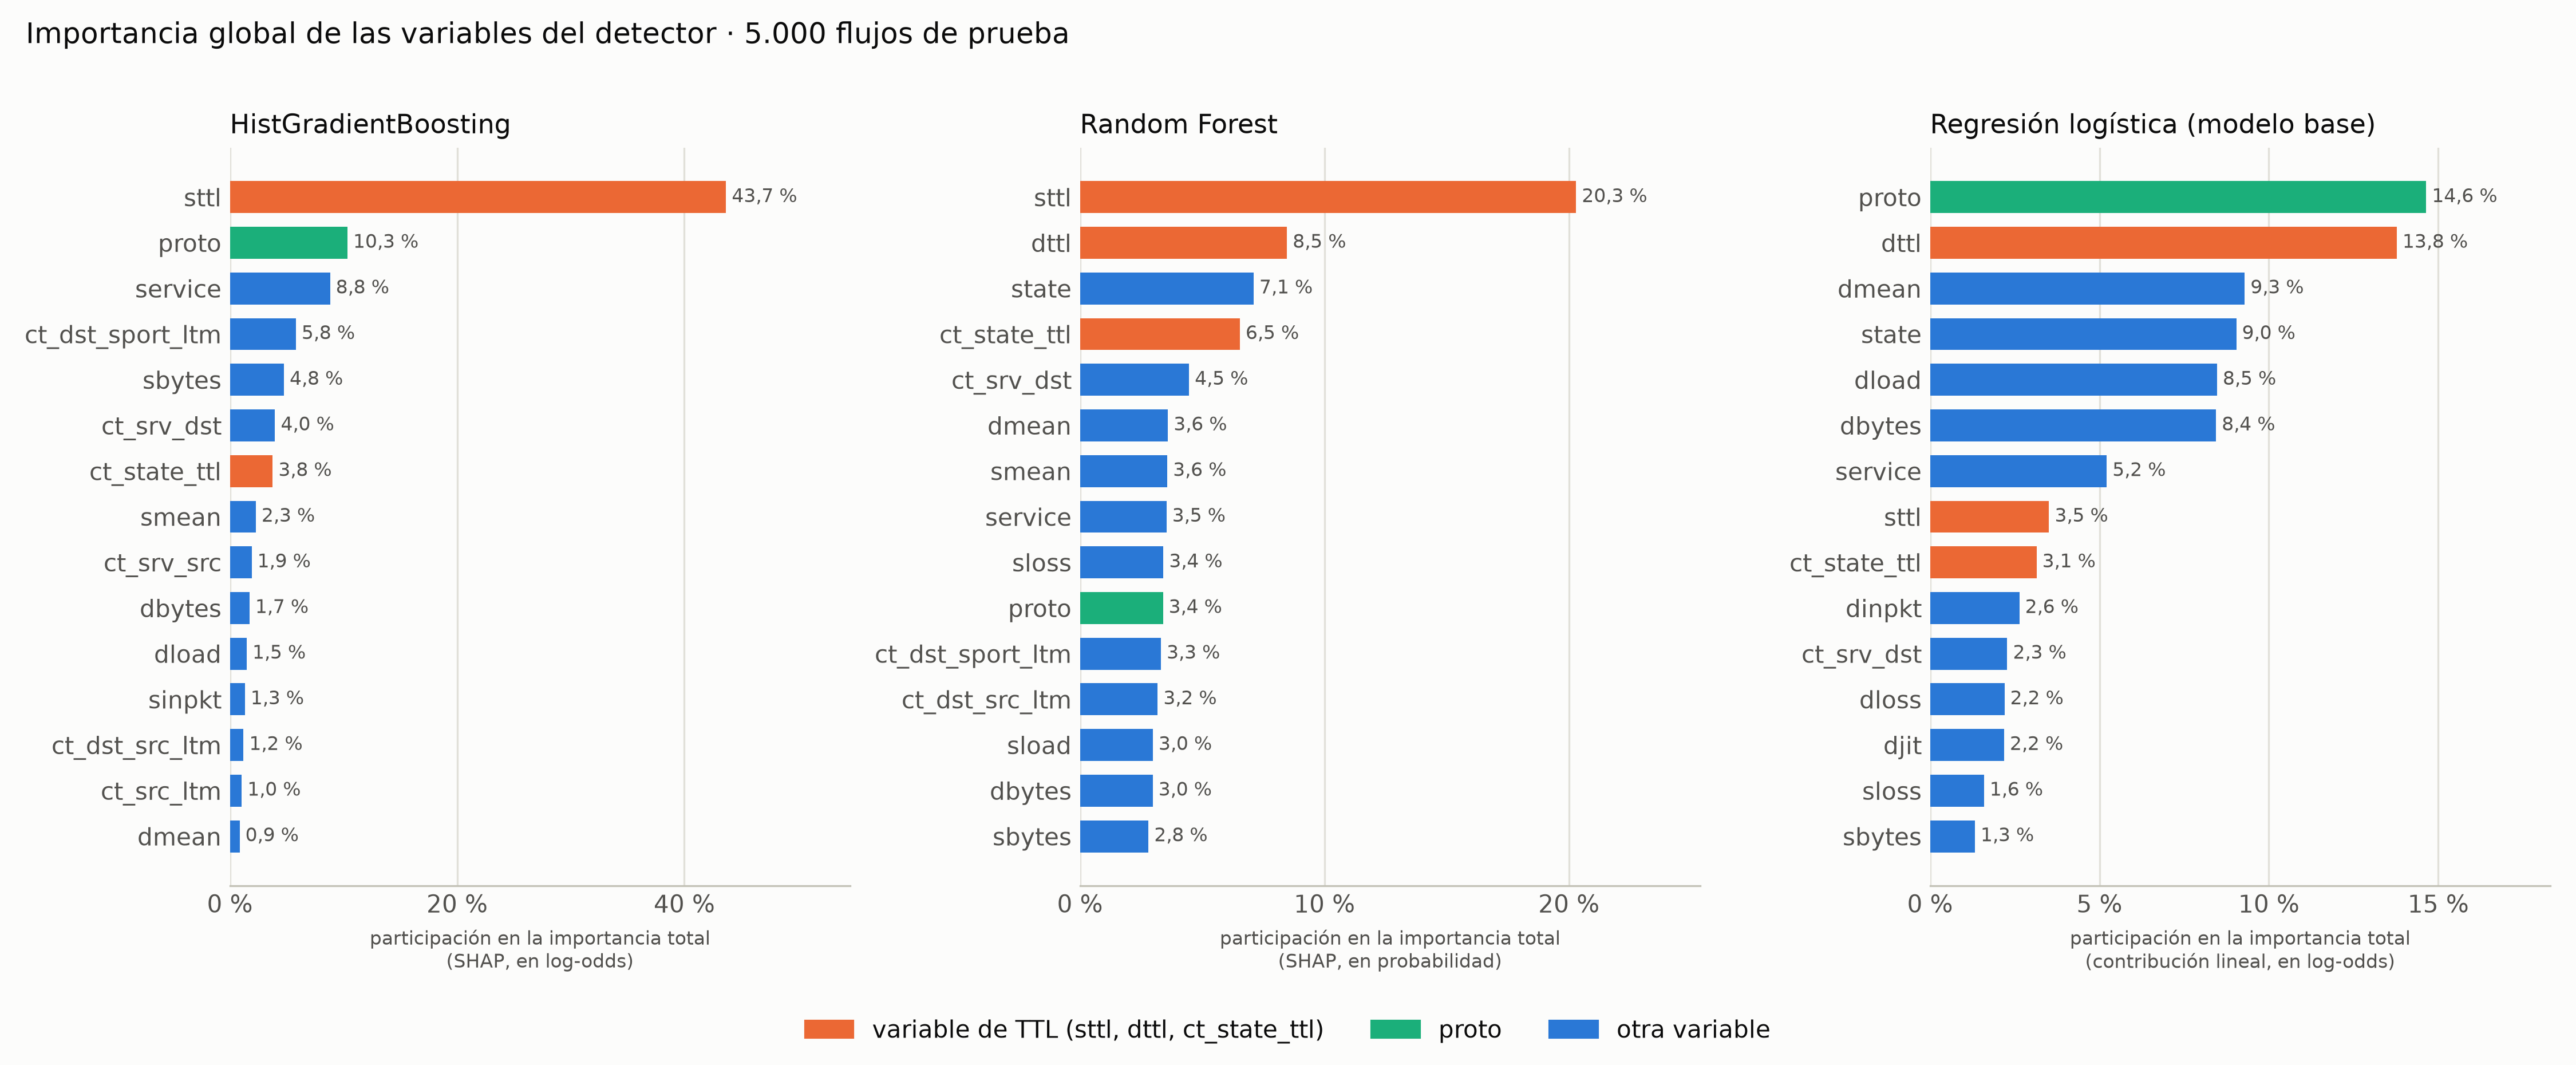 Importancia global de las variables del detector · 5.000 flujos de prueba
HistGradientBoosting
sttl 43,7 %
proto 10,3 %
service 8,8 %
ct_dst_sport_ltm 5,8 %
sbytes 4,8 %
ct_srv_dst 4,0 %
ct_state_ttl 3,8 %
smean 2,3 %
ct_srv_src 1,9 %
dbytes 1,7 %
dload 1,5 %
sinpkt 1,3 %
ct_dst_src_ltm 1,2 %
ct_src_ltm 1,0 %
dmean 0,9 %
0 % 20 % 40 %
participación en la importancia total
(SHAP, en log-odds)
Random Forest
sttl 20,3 %
dttl 8,5 %
state 7,1 %
ct_state_ttl 6,5 %
ct_srv_dst 4,5 %
dmean 3,6 %
smean 3,6 %
service 3,5 %
sloss 3,4 %
proto 3,4 %
ct_dst_sport_ltm 3,3 %
ct_dst_src_ltm 3,2 %
sload 3,0 %
dbytes 3,0 %
sbytes 2,8 %
0 % 10 % 20 %
participación en la importancia total
(SHAP, en probabilidad)
Regresión logística (modelo base)
proto 14,6 %
dttl 13,8 %
dmean 9,3 %
state 9,0 %
dload 8,5 %
dbytes 8,4 %
service 5,2 %
sttl 3,5 %
ct_state_ttl 3,1 %
dinpkt 2,6 %
ct_srv_dst 2,3 %
dloss 2,2 %
djit 2,2 %
sloss 1,6 %
sbytes 1,3 %
0 % 5 % 10 % 15 %
participación en la importancia total
(contribución lineal, en log-odds)
variable de TTL (sttl, dttl, ct_state_ttl) proto otra variable